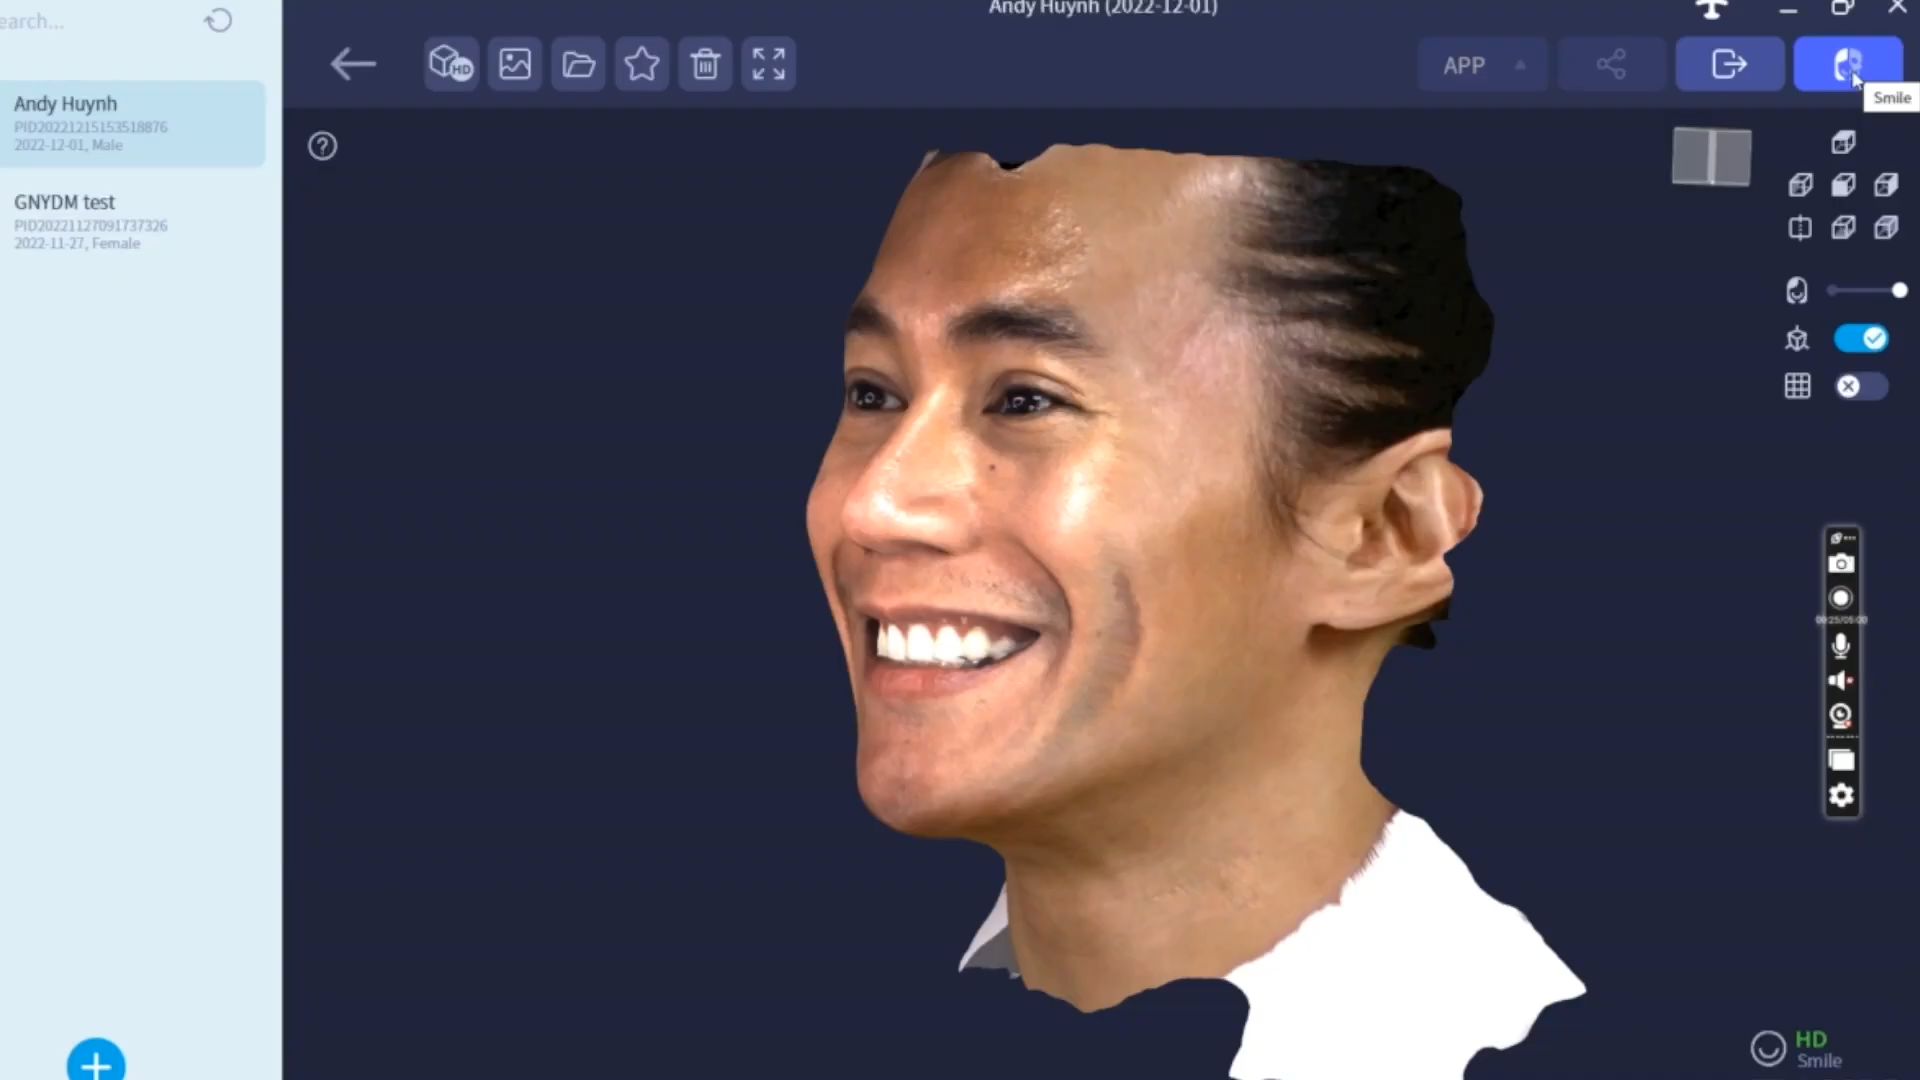 Andy Huynh (2022-12-01)
earch...
HD
APP
Smile
Andy Huynh
PID20221215153518876
2022-12-01, Male
GNYDM test
PID20221127091737326
2022-11-27, Female
?
HD
Smile